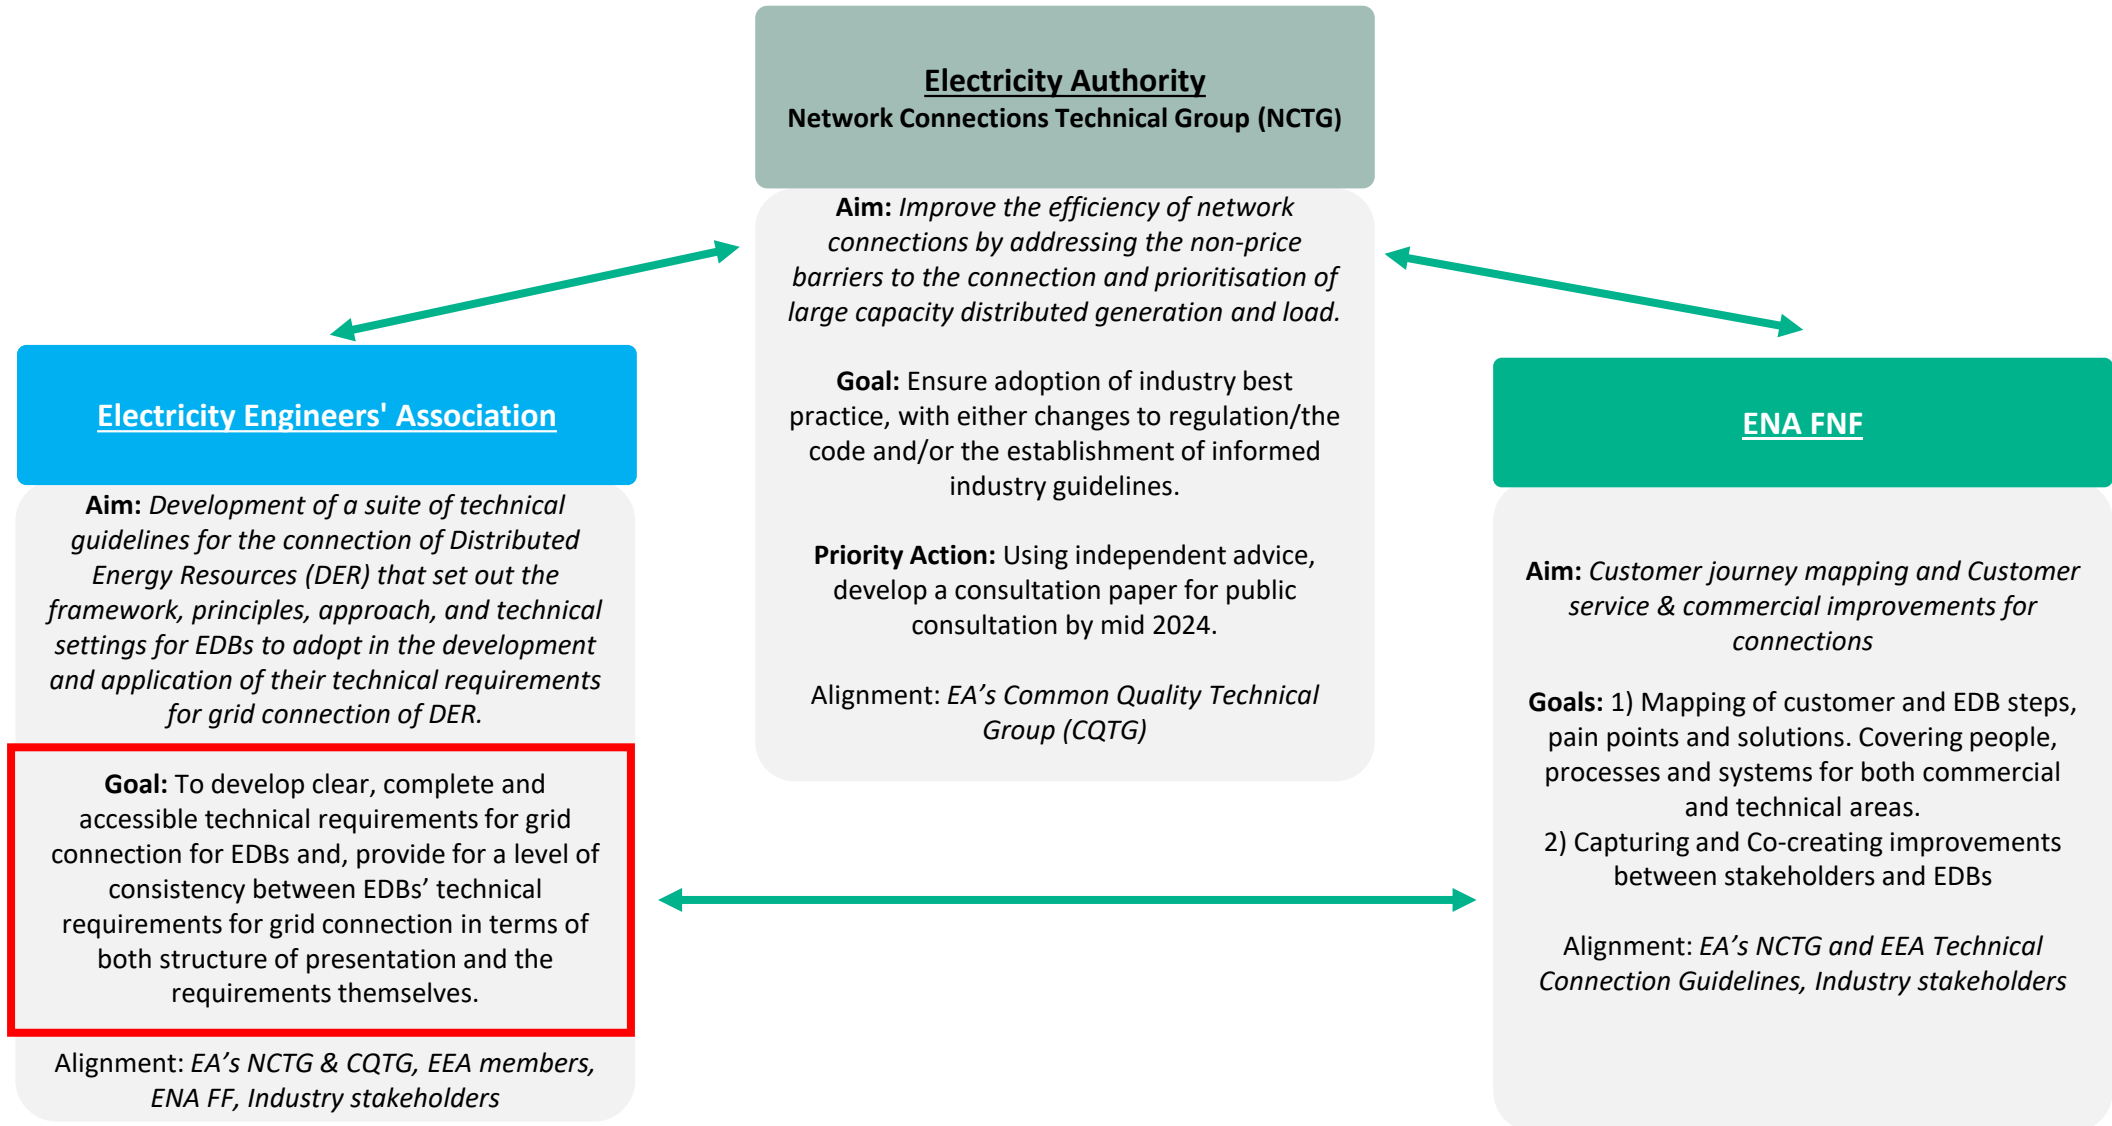 Electricity Authority
Network Connections Technical Group (NCTG)
Aim: Improve the efficiency of network
connections by addressing the non-price
barriers to the connection and prioritisation of
large capacity distributed generation and load.
Goal: Ensure adoption of industry best
practice, with either changes to regulation/the
code and/or the establishment of informed
industry guidelines.
Priority Action: Using independent advice,
develop a consultation paper for public
consultation by mid 2024.
Alignment: EA’s Common Quality Technical
Group (CQTG)
Electricity Engineers' Association
Aim: Development of a suite of technical
guidelines for the connection of Distributed
Energy Resources (DER) that set out the
framework, principles, approach, and technical
settings for EDBs to adopt in the development
and application of their technical requirements
for grid connection of DER.
Goal: To develop clear, complete and
accessible technical requirements for grid
connection for EDBs and, provide for a level of
consistency between EDBs’ technical
requirements for grid connection in terms of
both structure of presentation and the
requirements themselves.
Alignment: EA’s NCTG & CQTG, EEA members,
ENA FF, Industry stakeholders
ENA FNF
Aim: Customer journey mapping and Customer
service & commercial improvements for
connections
Goals: 1) Mapping of customer and EDB steps,
pain points and solutions. Covering people,
processes and systems for both commercial
and technical areas.
2) Capturing and Co-creating improvements
between stakeholders and EDBs
Alignment: EA’s NCTG and EEA Technical
Connection Guidelines, Industry stakeholders